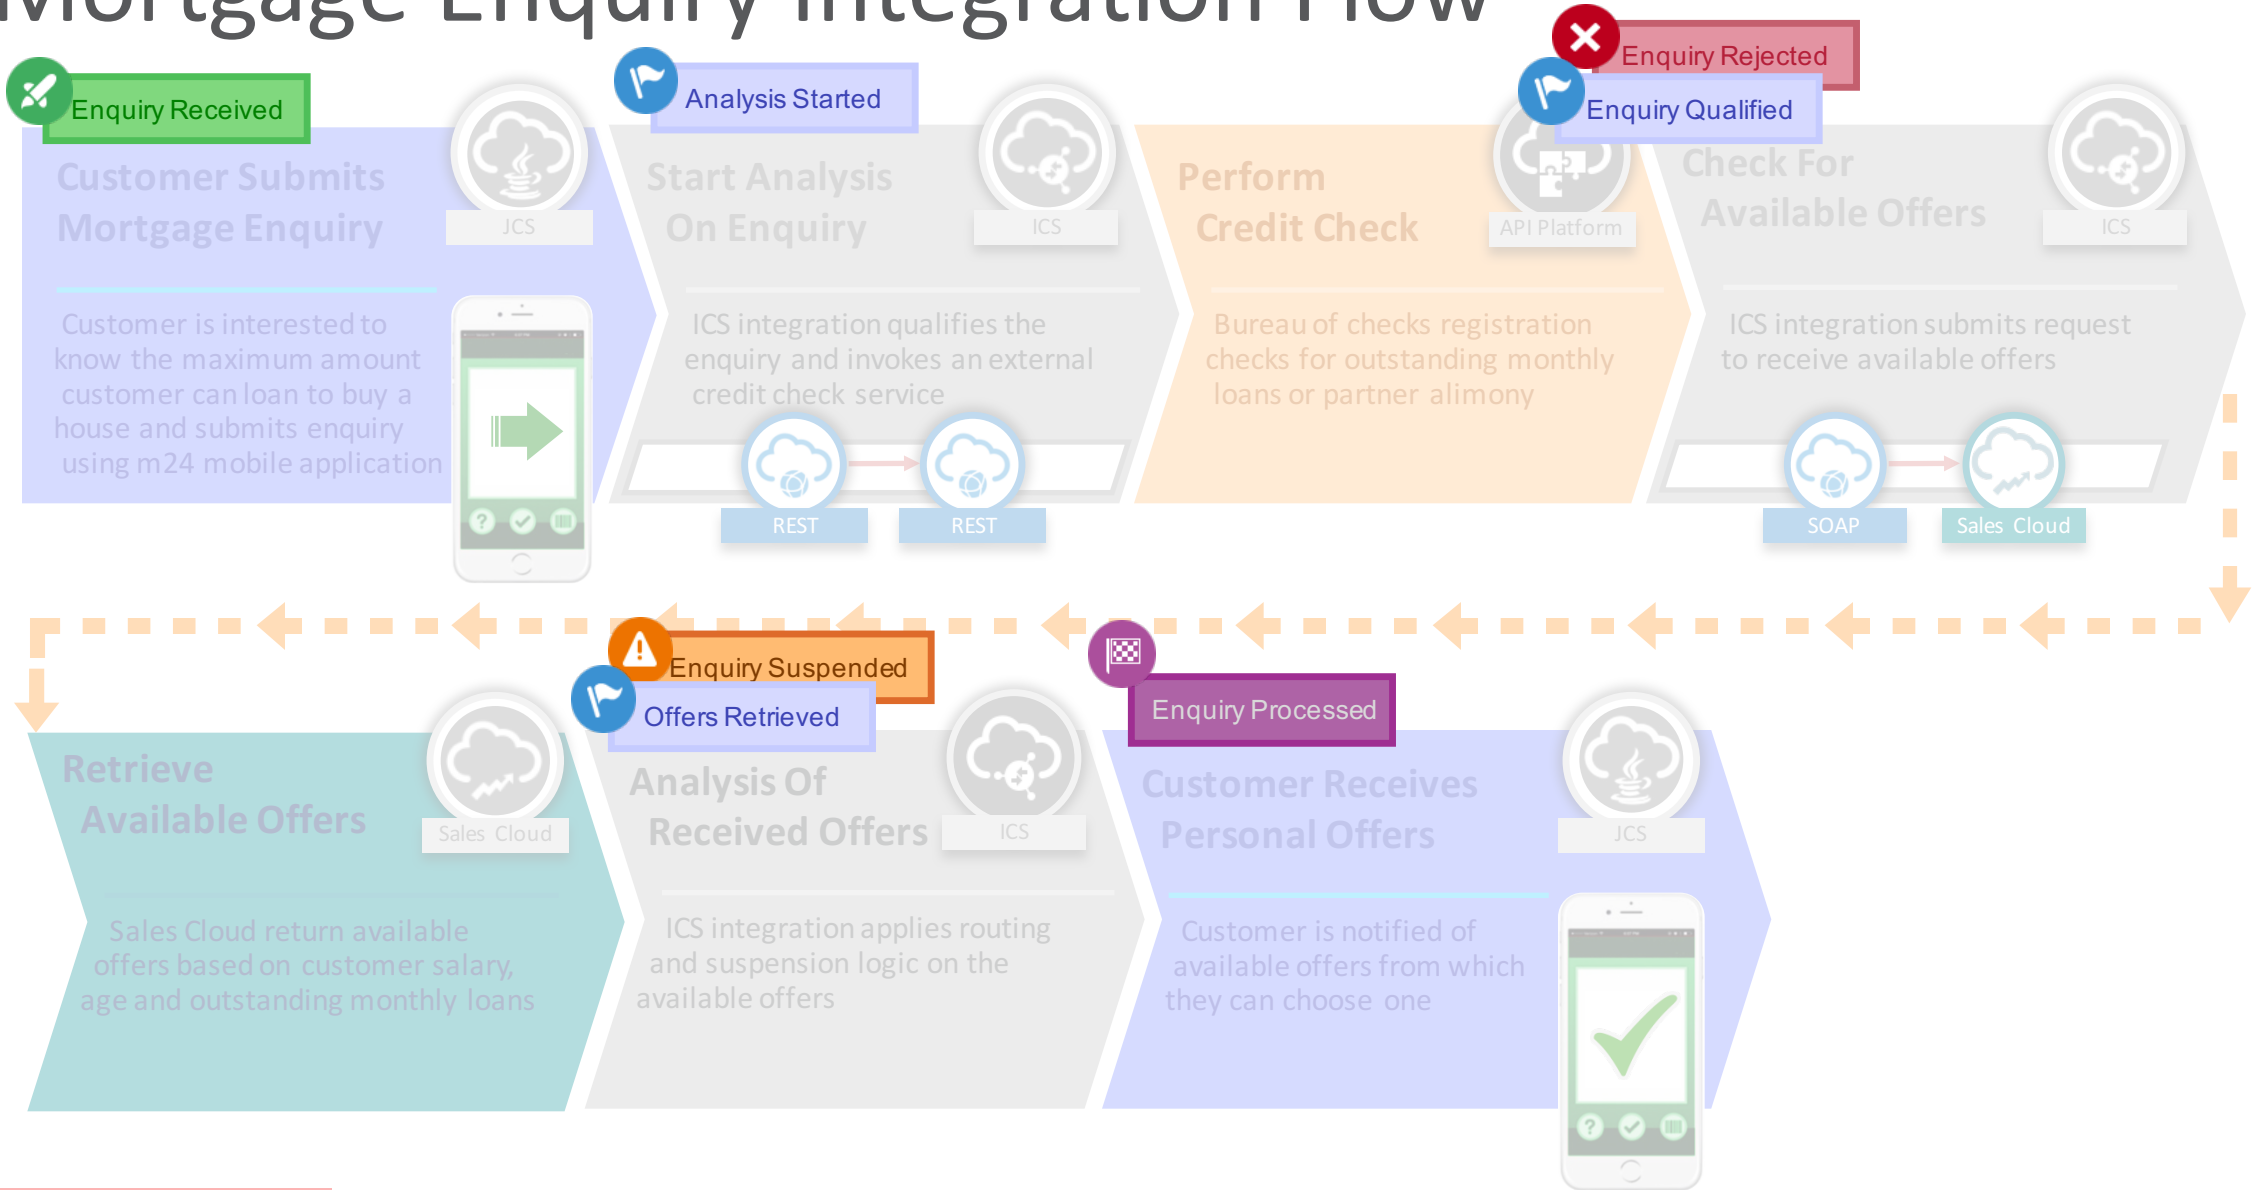 Mortgage Enquiry Integration Flow
Enquiry Received
Analysis Started
Enquiry Rejected
Enquiry Qualified
Customer Submits
Mortgage Enquiry
JCS
Customer is interested to
know the maximum amount
customer can loan to buy a
house and submits enquiry
using m24 mobile application
Start Analysis
On Enquiry
ICS
ICS integration qualifies the
enquiry and invokes an external
credit check service
REST
REST
Perform
Credit Check
API Platform
Bureau of checks registration
checks for outstanding monthly
loans or partner alimony
Check For
Available Offers
ICS
ICS integration submits request
to receive available offers
SOAP
Sales Cloud
Enquiry Suspended
Offers Retrieved
Enquiry Processed
Retrieve
Available Offers
Sales Cloud
Sales Cloud return available
offers based on customer salary,
age and outstanding monthly loans
Analysis Of
Received Offers
ICS
ICS integration applies routing
and suspension logic on the
available offers
Customer Receives
Personal Offers
JCS
Customer is notified of
available offers from which
they can choose one